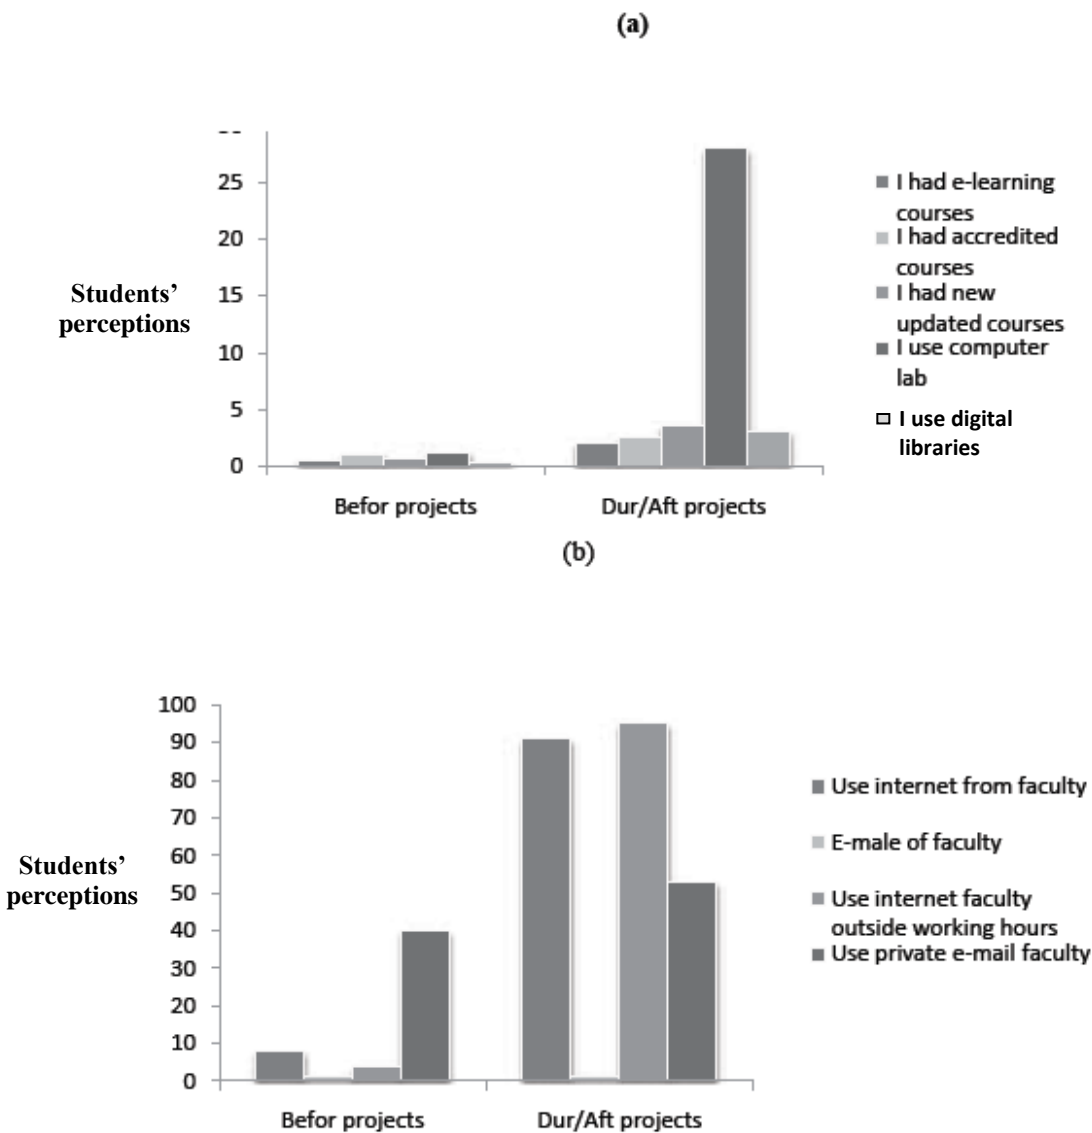 (a)
25
20
15
10
5
0
Students’
perceptions
Befor projects
Dur/Aft projects
I had e-learning
courses
I had accredited
courses
I had new
updated courses
I use computer
lab
I use digital
libraries
(b)
100
90
80
70
60
50
40
30
20
10
0
Students’
perceptions
Befor projects
Dur/Aft projects
Use internet from faculty
E-male of faculty
Use internet faculty
outside working hours
Use private e-mail faculty